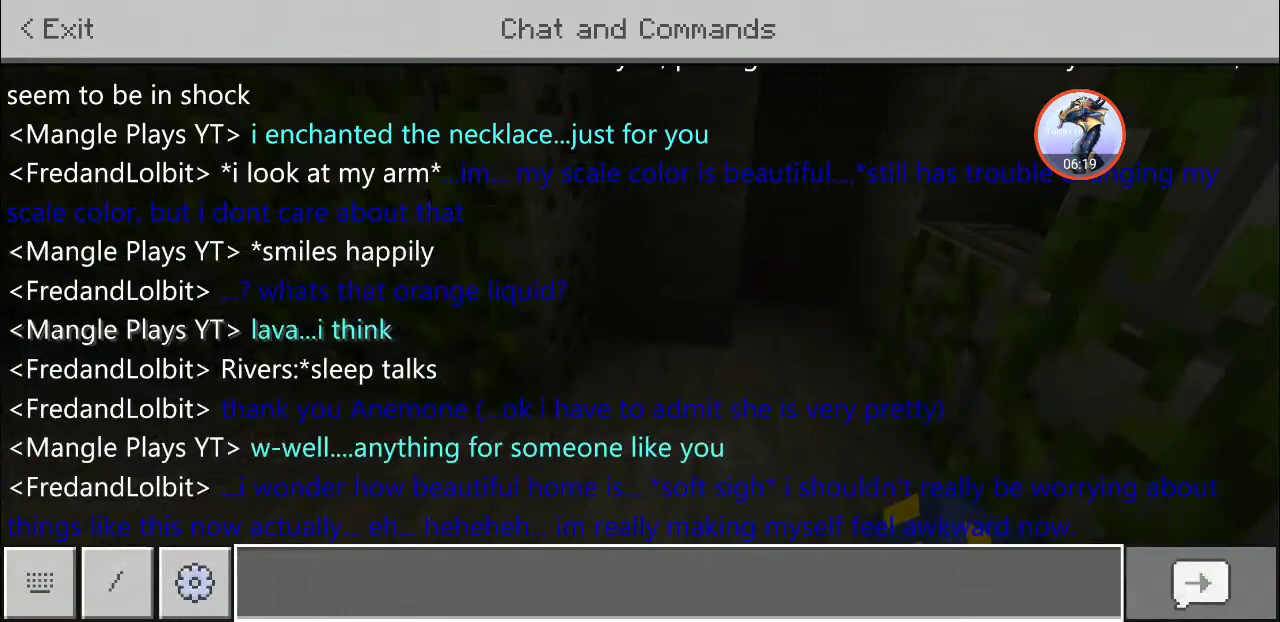 < Exit
Chat and Commands
seem to be in shock
<Mangle Plays YT> i enchanted the necklace...just for you
06:19
<FredandLolbit> *i look at my arm*...im... my scale color is beautiful....*still has trouble changing my
scale color, but i dont care about that
<Mangle Plays YT> *smiles happily
<FredandLolbit> ...? whats that orange liquid?
<Mangle Plays YT> lava...i think
<FredandLolbit> Rivers:*sleep talks
<FredandLolbit> thank you Anemone (...ok i have to admit she is very pretty)
<Mangle Plays YT> w-well....anything for someone like you
<FredandLolbit> ...i wonder how beautiful home is... *soft sigh* i shouldn't really be worrying about
things like this now actually... eh... heheheh... im really making myself feel awkward now.
/